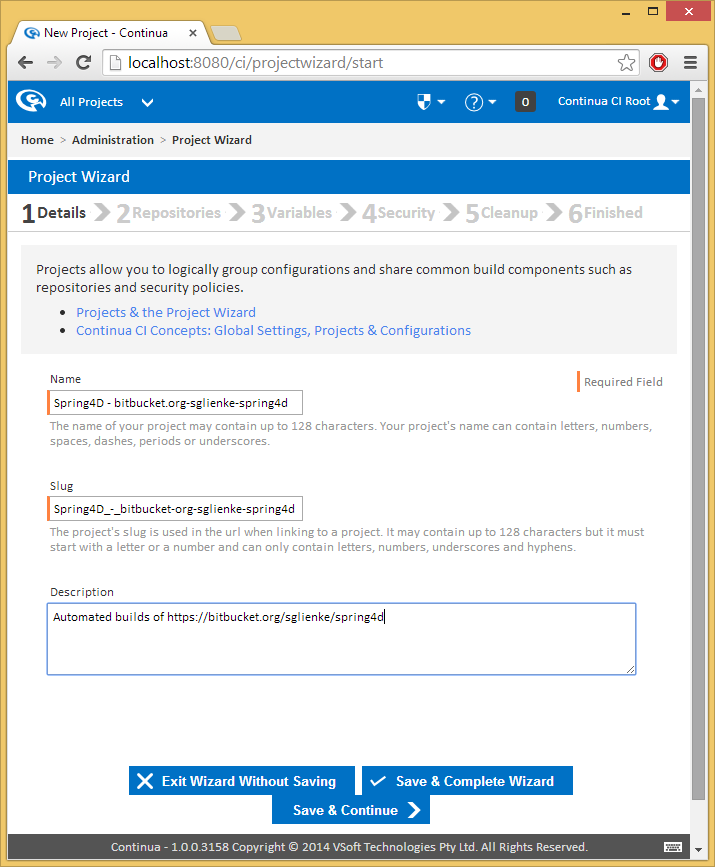 New Project - Continua
localhost:8080/ci/projectwizard/start
All Projects
0
Continua CI Root
Home > Administration > Project Wizard
Project Wizard
1 Details 2 Repositories 3 Variables 4 Security 5 Cleanup 6 Finished
Projects allow you to logically group configurations and share common build components such as
repositories and security policies.
• Projects & the Project Wizard
• Continua CI Concepts: Global Settings, Projects & Configurations
Name
Required Field
Spring4D - bitbucket.org-sglienke-spring4d
The name of your project may contain up to 128 characters. Your project's name can contain letters, numbers,
spaces, dashes, periods or underscores.
Slug
Spring4D_-_bitbucket-org-sglienke-spring4d
The project's slug is used in the url when linking to a project. It may contain up to 128 characters but it must
start with a letter or a number and can only contain letters, numbers, underscores and hyphens.
Description
Automated builds of https://bitbucket.org/sglienke/spring4d
Exit Wizard Without Saving
Save & Complete Wizard
Save & Continue
Continua - 1.0.0.3158 Copyright © 2014 VSoft Technologies Pty Ltd. All Rights Reserved.